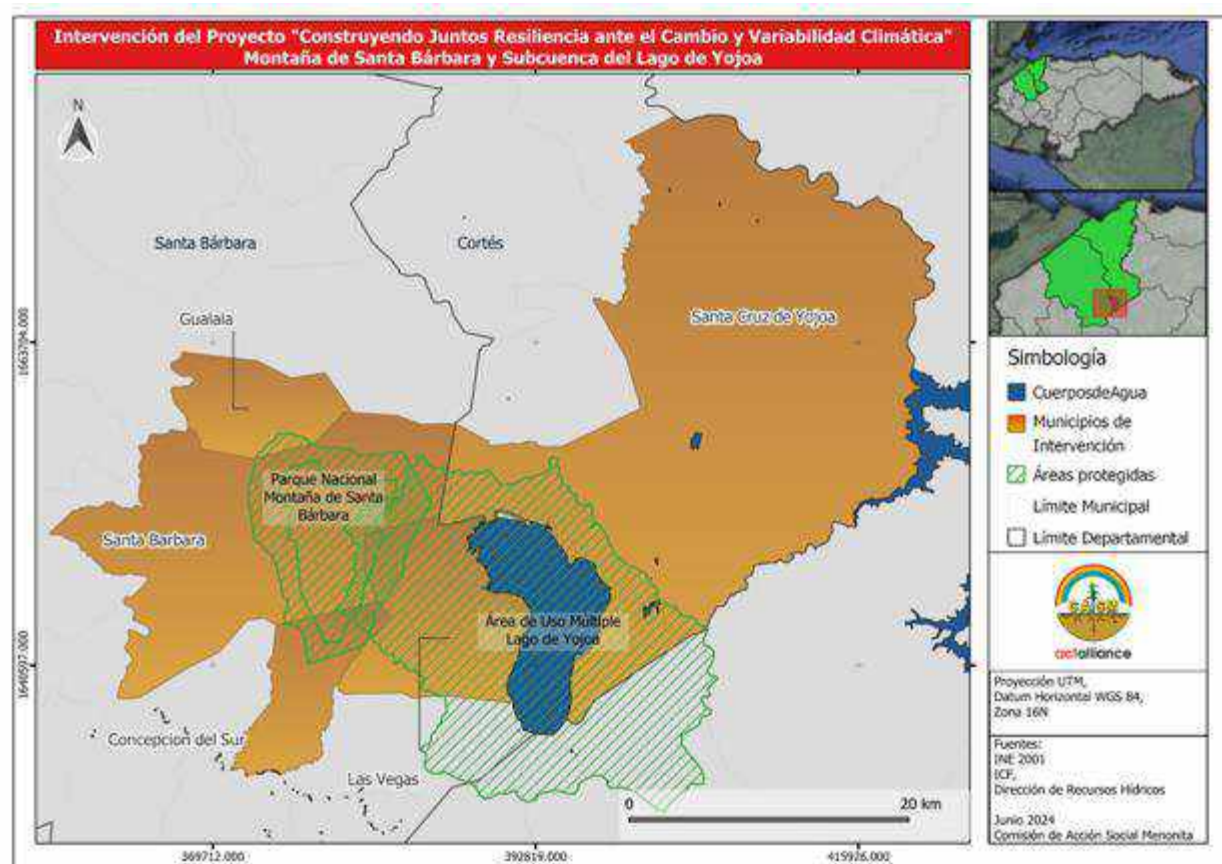 Intervención del Proyecto "Construyendo Juntos Resiliencia ante el Cambio y Variabilidad Climática"
Montaña de Santa Bárbara y Subcuenca del Lago de Yojoa
N
Santa Bárbara
Cortés
Gualala
Santa Cruz de Yojoa
Parque Nacional
Montaña de Santa
Bárbara
Santa Bárbara
Área de Uso Múltiple
Lago de Yojoa
Concepcion del Sur
Las Vegas
0
20 km
1663704.000
1640597.000
369712.000
392819.000
415926.000
Simbología
CuerposdeAgua
Municipios de
Intervención
Áreas protegidas
Límite Municipal
Límite Departamental
CASM
actalliance
Proyección UTM,
Datum Horizontal WGS 84,
Zona 16N
Fuentes:
INE 2001
ICF,
Dirección de Recursos Hídricos
Junio 2024
Comisión de Acción Social Menonita